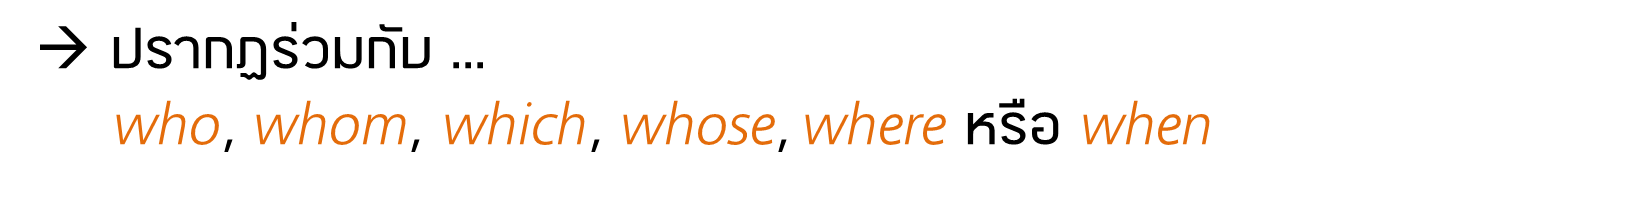 → ปรากฏร่วมกับ ...
who, whom, which, whose, where หรือ when